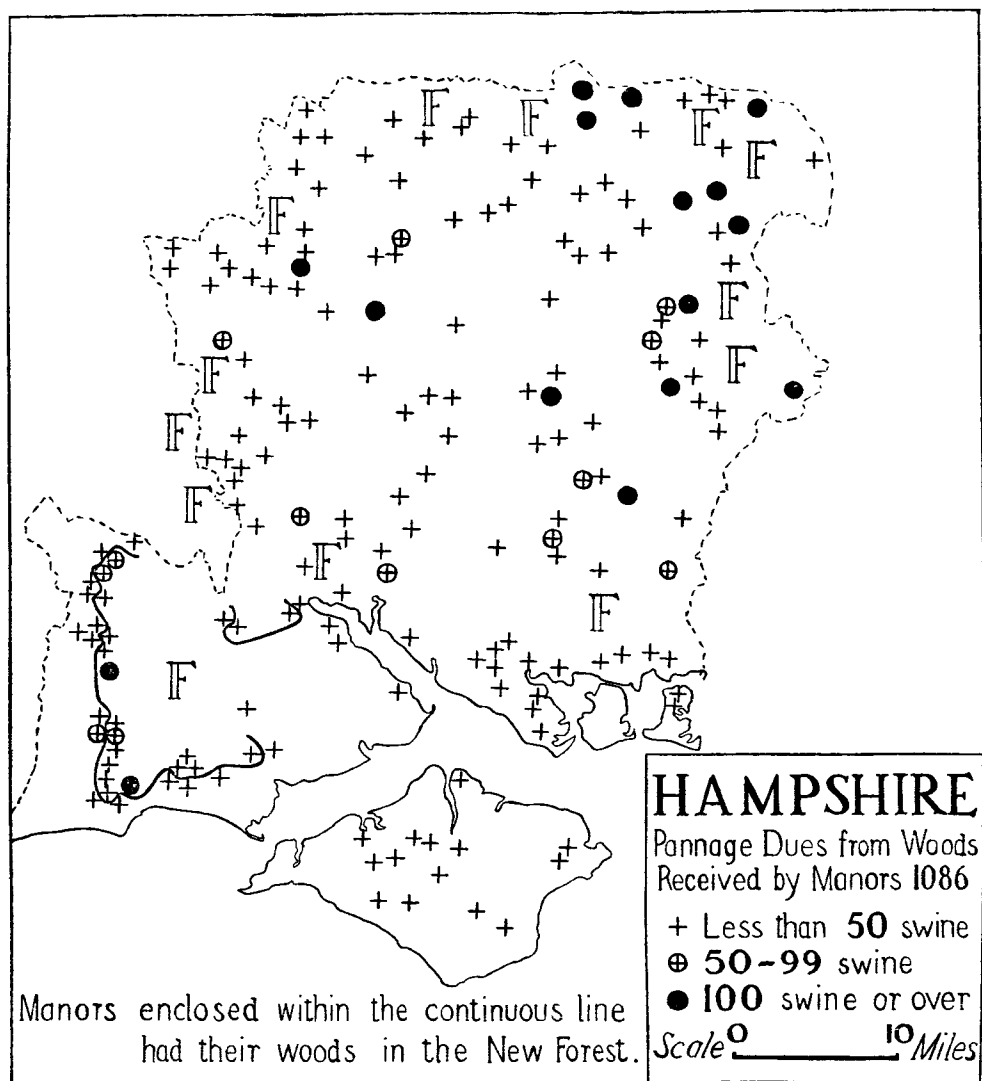 F
F
F
F
F
F
F
F
F
F
F
F
F
HAMPSHIRE
Pannage Dues from Woods
Received by Manors 1086
+ Less than 50 swine
⊕ 50-99 swine
● 100 swine or over
Scale 0 10 Miles
Manors enclosed within the continuous line
had their woods in the New Forest.